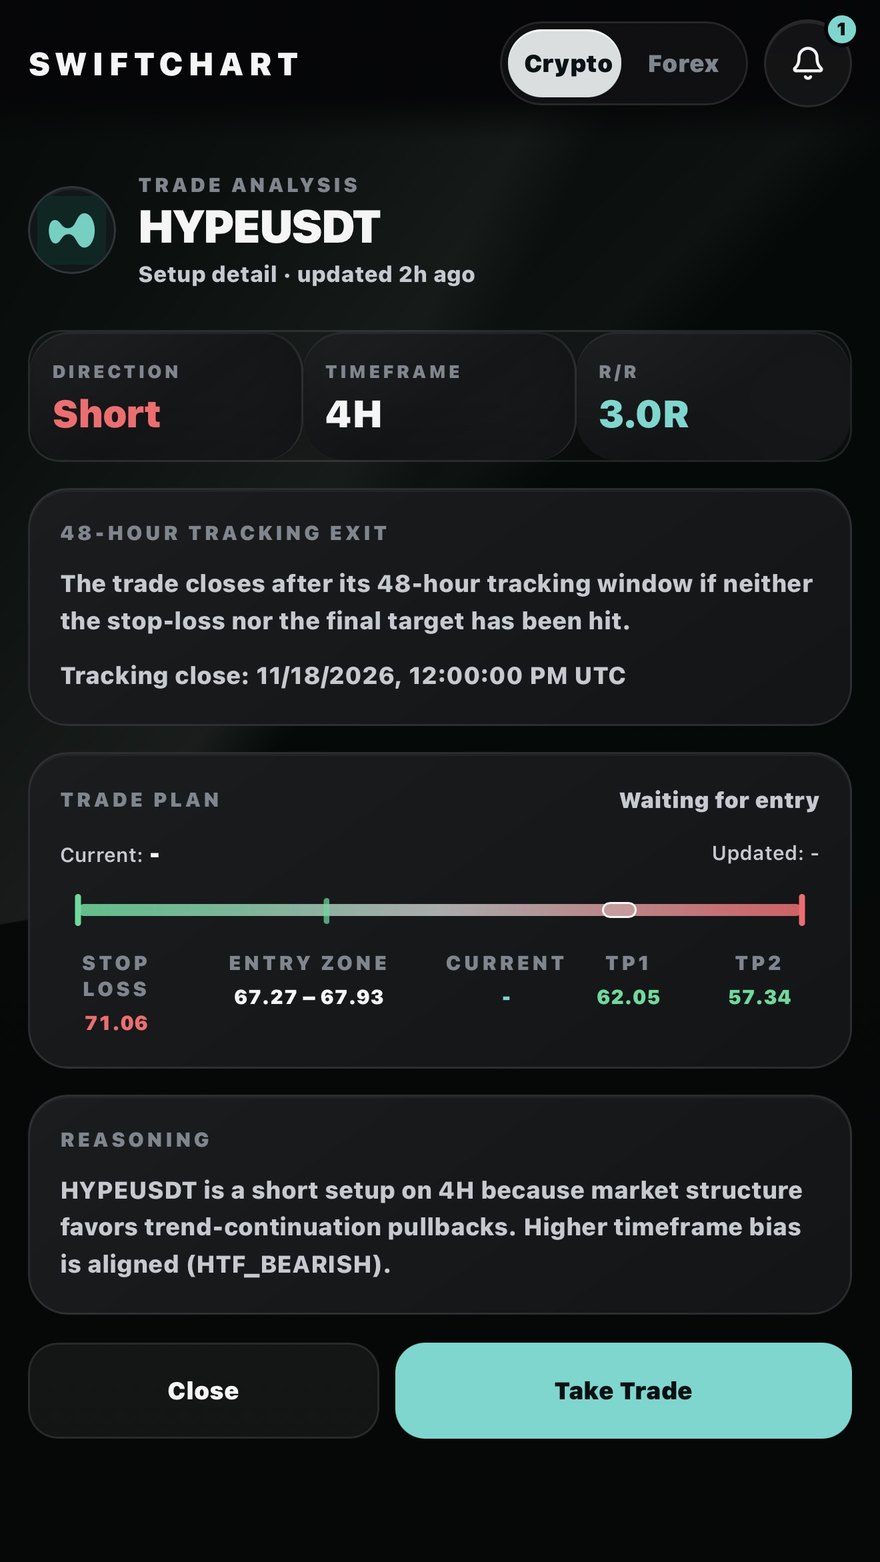 SWIFTCHART
Crypto
Forex
1
TRADE ANALYSIS
HYPEUSDT
Setup detail · updated 2h ago
DIRECTION
Short
TIMEFRAME
4H
R/R
3.0R
48-HOUR TRACKING EXIT
The trade closes after its 48-hour tracking window if neither
the stop-loss nor the final target has been hit.
Tracking close: 11/18/2026, 12:00:00 PM UTC
TRADE PLAN
Waiting for entry
Current: -
Updated: -
STOP
LOSS
71.06
ENTRY ZONE
67.27 – 67.93
CURRENT
-
TP1
62.05
TP2
57.34
REASONING
HYPEUSDT is a short setup on 4H because market structure
favors trend-continuation pullbacks. Higher timeframe bias
is aligned (HTF_BEARISH).
Close
Take Trade